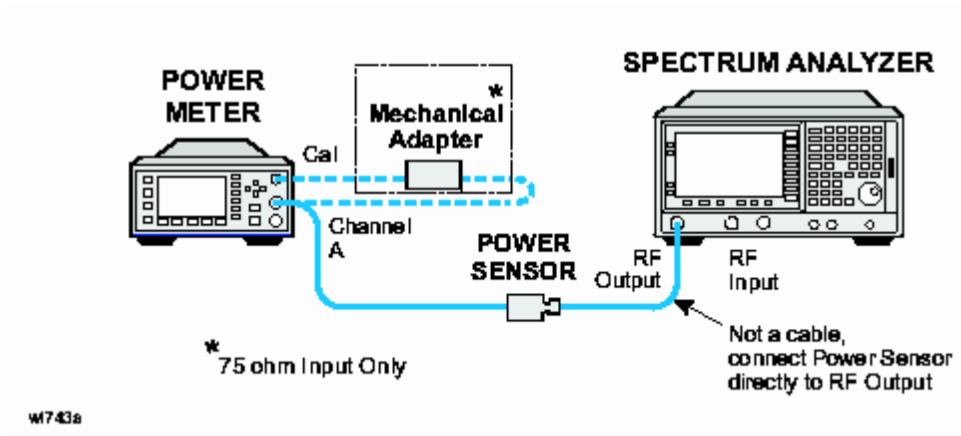 SPECTRUM ANALYZER
POWER
METER
*
Mechanical
Adapter
Cal
Channel
A
POWER
SENSOR
RF
Output
RF
Input
*
75 ohm Input Only
Not a cable,
connect Power Sensor
directly to RF Output
wl743a